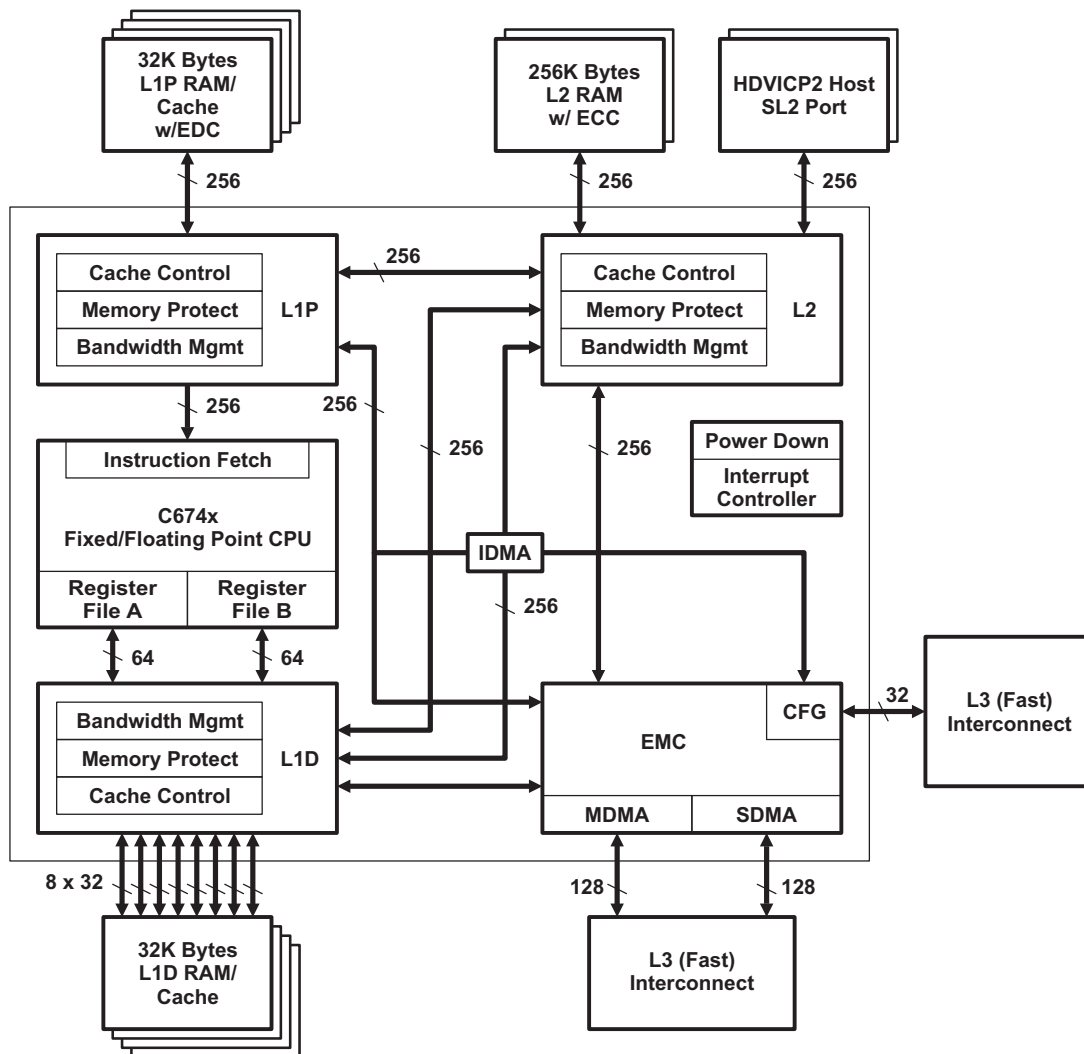 32K Bytes
L1P RAM/
Cache
w/EDC
256K Bytes
L2 RAM
w/ ECC
HDVICP2 Host
SL2 Port
256
256
256
Cache Control
Memory Protect
Bandwidth Mgmt
L1P
256
Cache Control
Memory Protect
Bandwidth Mgmt
L2
256
256
256
256
Instruction Fetch
C674x
Fixed/Floating Point CPU
Register
File A
Register
File B
Power Down
Interrupt
Controller
IDMA
256
64
64
Bandwidth Mgmt
Memory Protect
Cache Control
L1D
CFG
EMC
MDMA
SDMA
32
L3 (Fast)
Interconnect
8 x 32
128
128
32K Bytes
L1D RAM/
Cache
L3 (Fast)
Interconnect